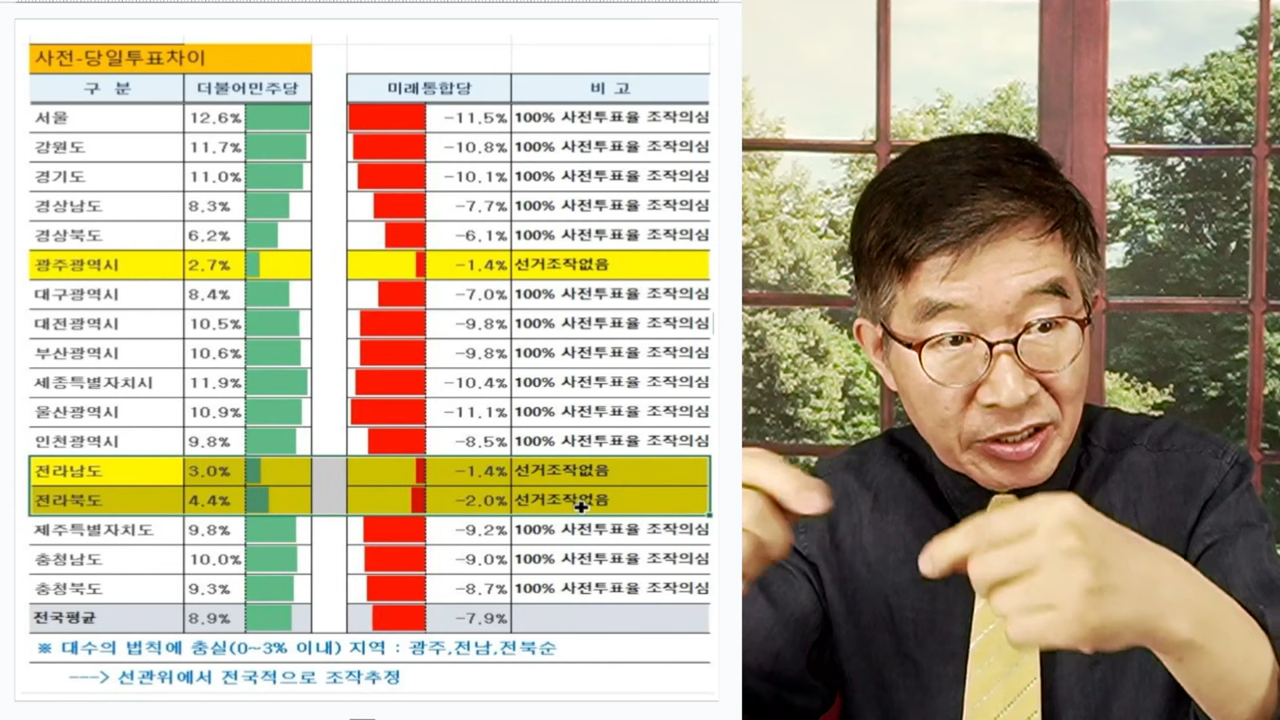 사전-당일투표차이
구 분 더불어민주당 미래통합당 비 고
서울 12.6% -11.5% 100% 사전투표율 조작의심
강원도 11.7% -10.8% 100% 사전투표율 조작의심
경기도 11.0% -10.1% 100% 사전투표율 조작의심
경상남도 8.3% -7.7% 100% 사전투표율 조작의심
경상북도 6.2% -6.1% 100% 사전투표율 조작의심
광주광역시 2.7% -1.4% 선거조작없음
대구광역시 8.4% -7.0% 100% 사전투표율 조작의심
대전광역시 10.5% -9.8% 100% 사전투표율 조작의심
부산광역시 10.6% -9.8% 100% 사전투표율 조작의심
세종특별자치시 11.9% -10.4% 100% 사전투표율 조작의심
울산광역시 10.9% -11.1% 100% 사전투표율 조작의심
인천광역시 9.8% -8.5% 100% 사전투표율 조작의심
전라남도 3.0% -1.4% 선거조작없음
전라북도 4.4% -2.0% 선거조작없음
제주특별자치도 9.8% -9.2% 100% 사전투표율 조작의심
충청남도 10.0% -9.0% 100% 사전투표율 조작의심
충청북도 9.3% -8.7% 100% 사전투표율 조작의심
전국평균 8.9% -7.9%
※ 대수의 법칙에 충실(0~3% 이내) 지역 : 광주,전남,전북순
---> 선관위에서 전국적으로 조작추정